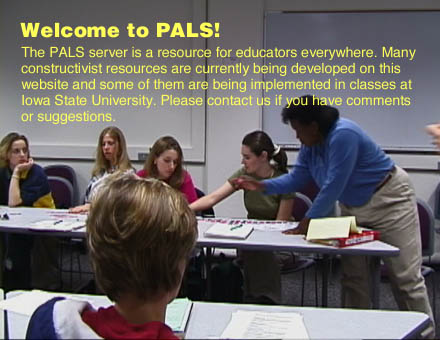 Welcome to PALS!
The PALS server is a resource for educators everywhere. Many
constructivist resources are currently being developed on this
website and some of them are being implemented in classes at
Iowa State University. Please contact us if you have comments
or suggestions.